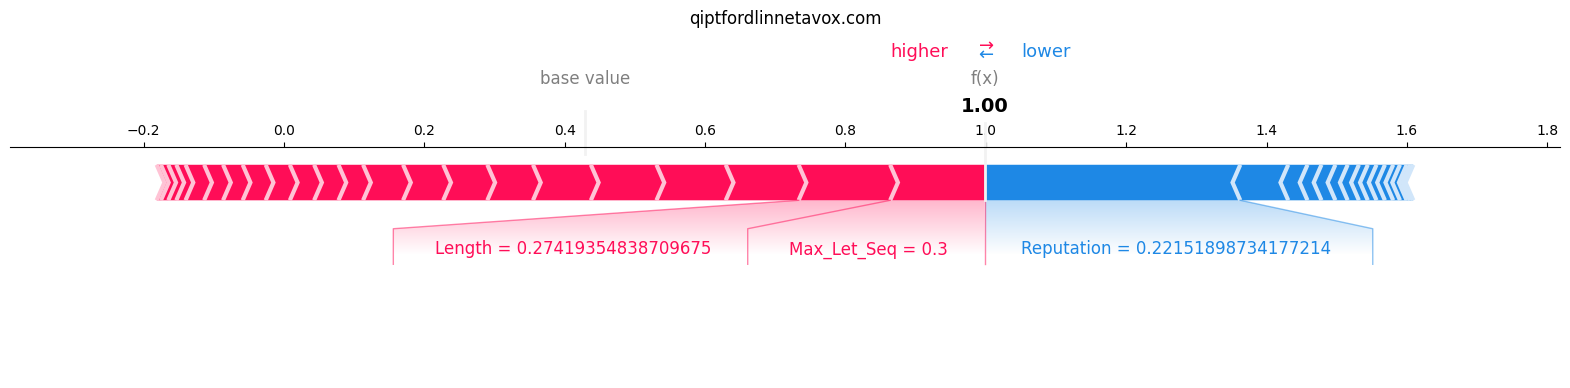 qiptfordlinnetavox.com
higher → ← lower
base value f(x)
1.00
−0.2 0.0 0.2 0.4 0.6 0.8 1.0 1.2 1.4 1.6 1.8
Length = 0.27419354838709675 Max_Let_Seq = 0.3 Reputation = 0.22151898734177214